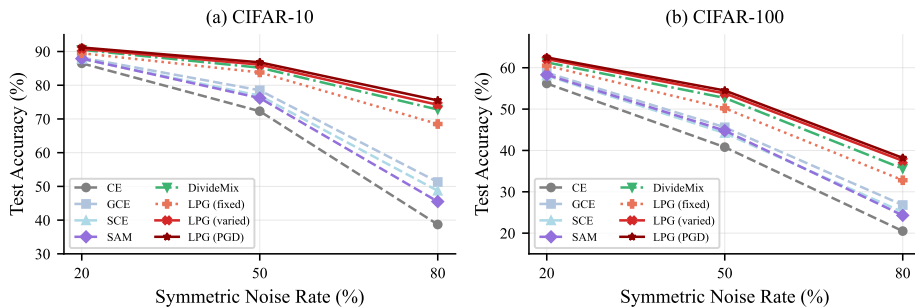 (a) CIFAR-10
Test Accuracy (%)
90
80
70
60
50
40
30
20
50
80
Symmetric Noise Rate (%)
CE
GCE
SCE
SAM
DivideMix
LPG (fixed)
LPG (varied)
LPG (PGD)
(b) CIFAR-100
Test Accuracy (%)
60
50
40
30
20
20
50
80
Symmetric Noise Rate (%)
CE
GCE
SCE
SAM
DivideMix
LPG (fixed)
LPG (varied)
LPG (PGD)